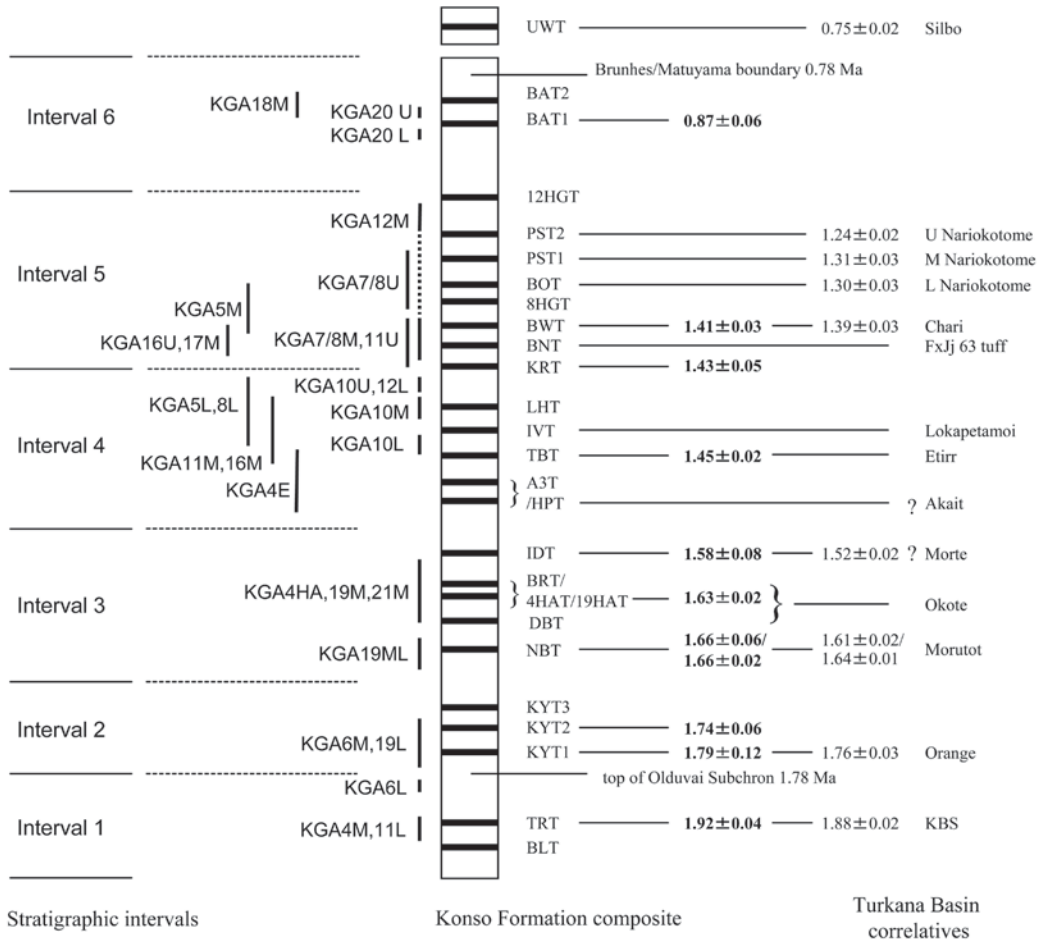 UWT 0.75±0.02 Silbo
Brunhes/Matuyama boundary 0.78 Ma
BAT2
KGA18M
KGA20 U
Interval 6
BAT1 0.87±0.06
KGA20 L
12HGT
KGA12M
PST2 1.24±0.02 U Nariokotome
PST1 1.31±0.03 M Nariokotome
Interval 5
KGA7/8U
BOT 1.30±0.03 L Nariokotome
KGA5M
8HGT
BWT 1.41±0.03 1.39±0.03 Chari
KGA16U,17M KGA7/8M,11U
BNT FxJj 63 tuff
KRT 1.43±0.05
KGA10U,12L
KGA5L,8L
LHT
KGA10M
IVT Lokapetamoi
Interval 4
KGA10L
TBT 1.45±0.02 Etirr
KGA11M,16M
KGA4E
} A3T
/HPT ? Akait
IDT 1.58±0.08 1.52±0.02 ? Morte
BRT/
KGA4HA,19M,21M
} 4HAT/19HAT 1.63±0.02 } Okote
Interval 3
DBT
NBT 1.66±0.06/ 1.61±0.02/ Morutot
1.66±0.02 1.64±0.01
KGA19ML
KYT3
Interval 2
KYT2 1.74±0.06
KGA6M,19L
KYT1 1.79±0.12 1.76±0.03 Orange
top of Olduvai Subchron 1.78 Ma
KGA6L
Interval 1
KGA4M,11L
TRT 1.92±0.04 1.88±0.02 KBS
BLT
Stratigraphic intervals
Konso Formation composite
Turkana Basin
correlatives